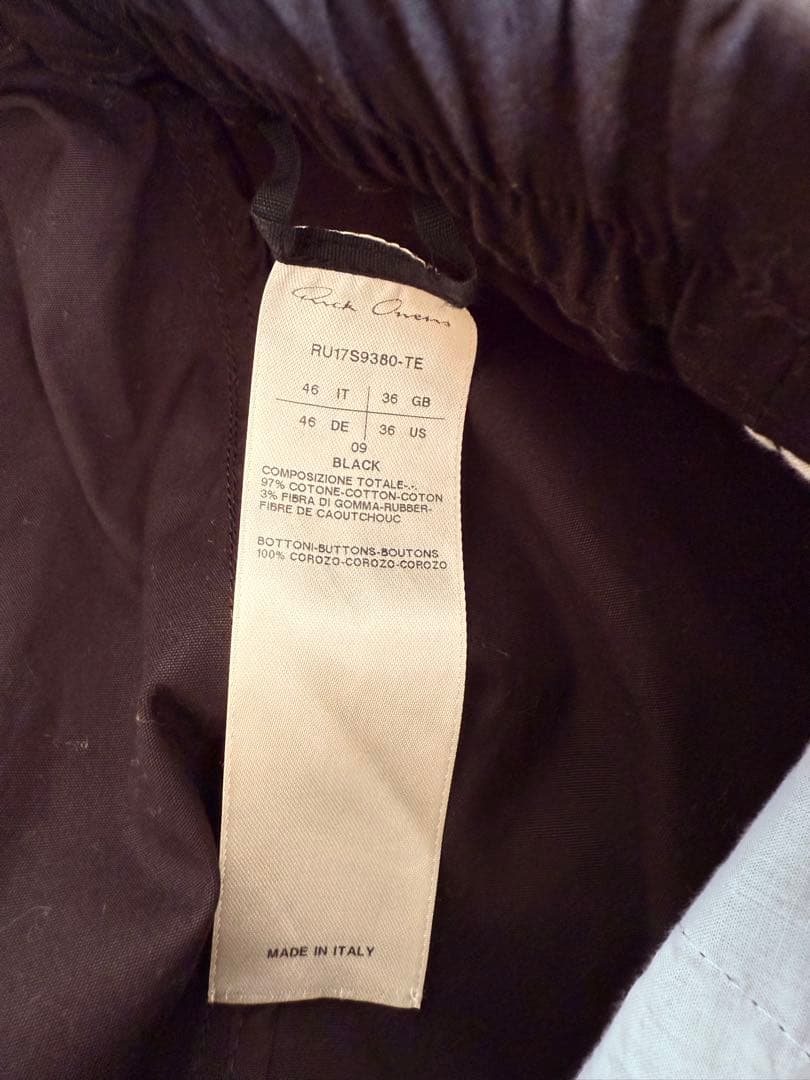 Rick Owens
RU17S9380-TE
46 IT 36 GB
46 DE 36 US
09
BLACK
COMPOSIZIONE TOTALE-.-.
97% COTONE-COTTON-COTON
3% FIBRA DI GOMMA-RUBBER-
FIBRE DE CAOUTCHOUC
BOTTONI-BUTTONS-BOUTONS
100% COROZO-COROZO-COROZO
MADE IN ITALY